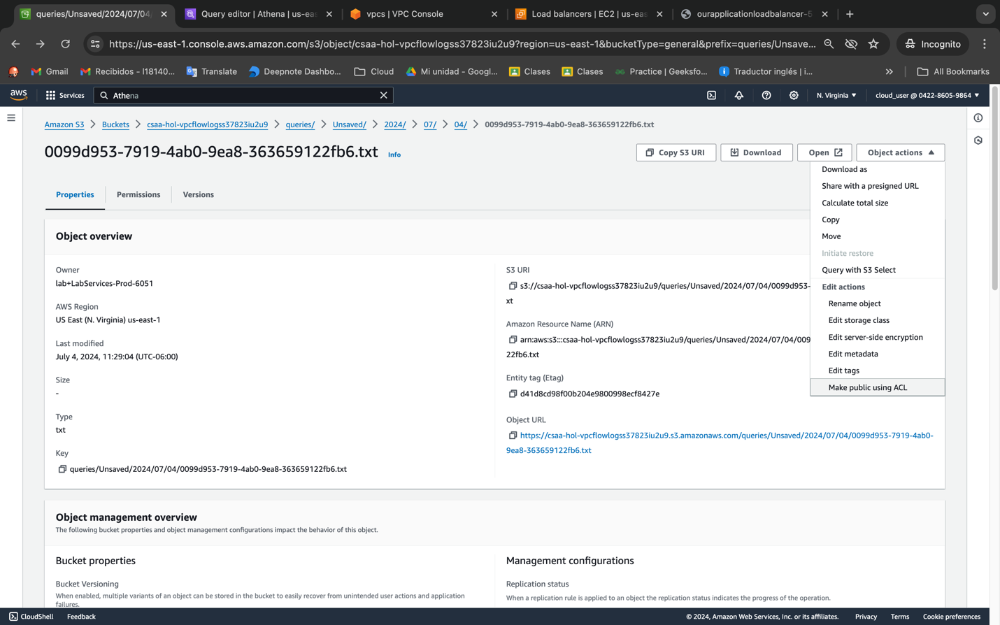 queries/Unsaved/2024/07/04/
Query editor | Athena | us-eas
vpcs | VPC Console
Load balancers | EC2 | us-eas
ourapplicationloadbalancer-5
https://us-east-1.console.aws.amazon.com/s3/object/csaa-hol-vpcflowlogss37823iu2u9?region=us-east-1&bucketType=general&prefix=queries/Unsave...
Incognito
Gmail
Recibidos - l18140...
Translate
Deepnote Dashbo...
Cloud
Mi unidad - Googl...
Clases
Clases
Practice | Geeksfo...
Traductor inglés | i...
All Bookmarks
aws
Services
Athena
N. Virginia
cloud_user @ 0422-8605-9864
Amazon S3 > Buckets > csaa-hol-vpcflowlogss37823iu2u9 > queries/ > Unsaved/ > 2024/ > 07/ > 04/ > 0099d953-7919-4ab0-9ea8-363659122fb6.txt
0099d953-7919-4ab0-9ea8-363659122fb6.txt
Info
Copy S3 URI
Download
Open
Object actions
Download as
Share with a presigned URL
Calculate total size
Copy
Move
Initiate restore
Query with S3 Select
Edit actions
Rename object
Edit storage class
Edit server-side encryption
Edit metadata
Edit tags
Make public using ACL
Properties
Permissions
Versions
Object overview
Owner
lab+LabServices-Prod-6051
AWS Region
US East (N. Virginia) us-east-1
Last modified
July 4, 2024, 11:29:04 (UTC-06:00)
Size
-
Type
txt
Key
queries/Unsaved/2024/07/04/0099d953-7919-4ab0-9ea8-363659122fb6.txt
S3 URI
s3://csaa-hol-vpcflowlogss37823iu2u9/queries/Unsaved/2024/07/04/0099d953-
xt
Amazon Resource Name (ARN)
arn:aws:s3:::csaa-hol-vpcflowlogss37823iu2u9/queries/Unsaved/2024/07/04/009
22fb6.txt
Entity tag (Etag)
d41d8cd98f00b204e9800998ecf8427e
Object URL
https://csaa-hol-vpcflowlogss37823iu2u9.s3.amazonaws.com/queries/Unsaved/2024/07/04/0099d953-7919-4ab0-
9ea8-363659122fb6.txt
Object management overview
The following bucket properties and object management configurations impact the behavior of this object.
Bucket properties
Bucket Versioning
When enabled, multiple variants of an object can be stored in the bucket to easily recover from unintended user actions and application
failures.
Management configurations
Replication status
When a replication rule is applied to an object the replication status indicates the progress of the operation.
CloudShell
Feedback
© 2024, Amazon Web Services, Inc. or its affiliates.
Privacy
Terms
Cookie preferences